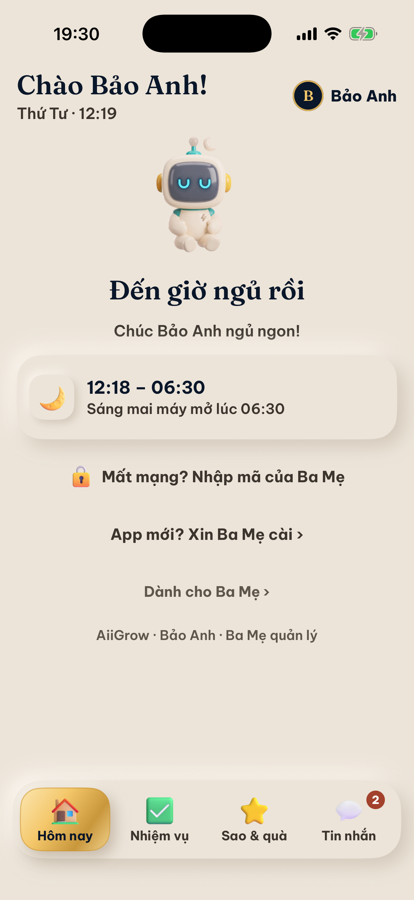 19:30
Chào Bảo Anh!
Thứ Tư · 12:19
B
Bảo Anh
Đến giờ ngủ rồi
Chúc Bảo Anh ngủ ngon!
12:18 – 06:30
Sáng mai máy mở lúc 06:30
Mất mạng? Nhập mã của Ba Mẹ
App mới? Xin Ba Mẹ cài ›
Dành cho Ba Mẹ ›
AiiGrow · Bảo Anh · Ba Mẹ quản lý
2
Hôm nay
Nhiệm vụ
Sao & quà
Tin nhắn